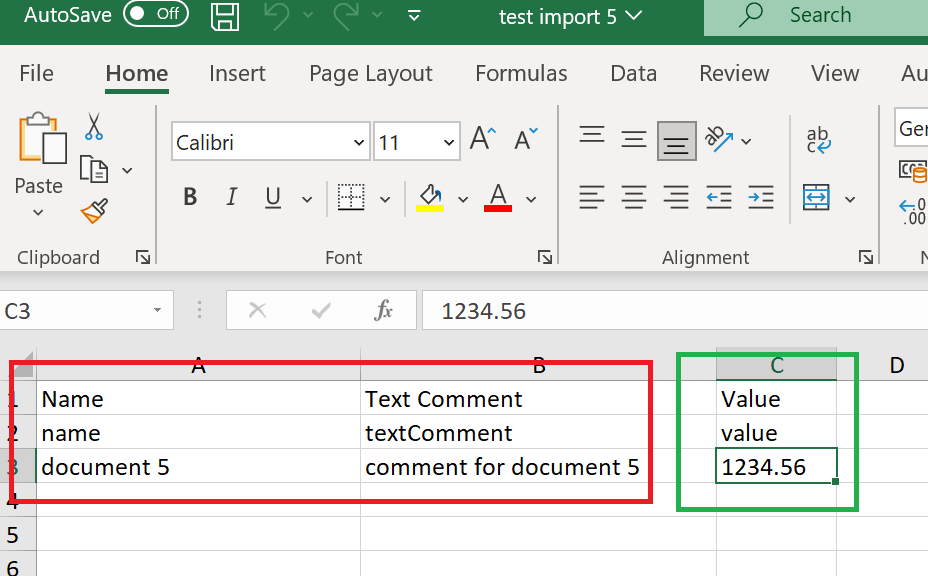 AutoSave Off test import 5 Search
File Home Insert Page Layout Formulas Data Review View Au
Calibri 11 A A ab
Paste B I U A
Clipboard Font Alignment
C3 fx 1234.56
A B C D
1 Name Text Comment Value
2 name textComment value
3 document 5 comment for document 5 1234.56
4
5
6